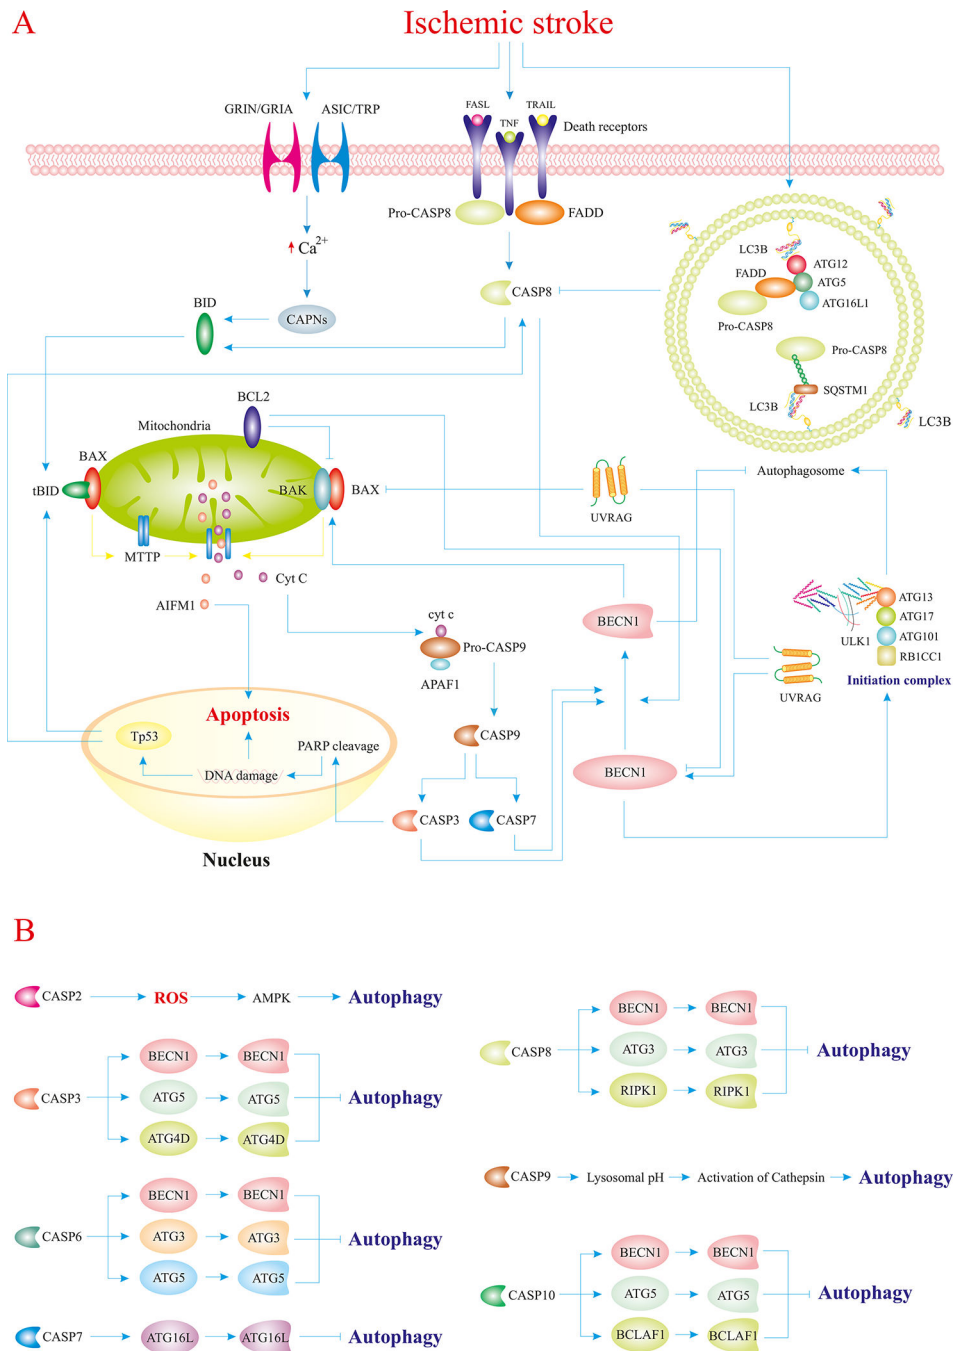 A
Ischemic stroke
GRIN/GRIA
ASIC/TRP
FASL
TNF
TRAIL
Death receptors
Pro-CASP8
FADD
Ca2+
CASP8
BID
CAPNs
LC3B
ATG12
FADD
ATG5
ATG16L1
Pro-CASP8
Pro-CASP8
SQSTM1
LC3B
LC3B
Autophagosome
BCL2
Mitochondria
BAX
tBID
BAK
BAX
MTTP
Cyt C
AIFM1
UVRAG
cyt c
Pro-CASP9
APAF1
BECN1
ATG13
ATG17
ULK1
ATG101
RB1CC1
Initiation complex
UVRAG
Apoptosis
Tp53
PARP cleavage
DNA damage
CASP9
BECN1
CASP3
CASP7
Nucleus
B
CASP2
ROS
AMPK
Autophagy
CASP3
BECN1
BECN1
ATG5
ATG5
ATG4D
ATG4D
Autophagy
CASP6
BECN1
BECN1
ATG3
ATG3
ATG5
ATG5
Autophagy
CASP7
ATG16L
ATG16L
Autophagy
CASP8
BECN1
BECN1
ATG3
ATG3
RIPK1
RIPK1
Autophagy
CASP9
Lysosomal pH
Activation of Cathepsin
Autophagy
CASP10
BECN1
BECN1
ATG5
ATG5
BCLAF1
BCLAF1
Autophagy